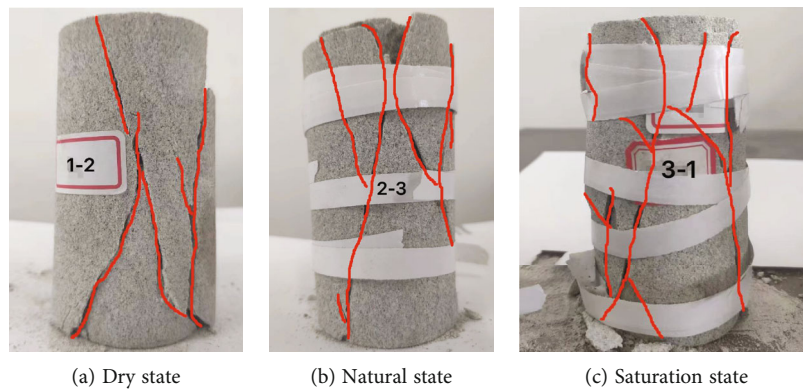 1-2
2-3
3-1
(a) Dry state
(b) Natural state
(c) Saturation state